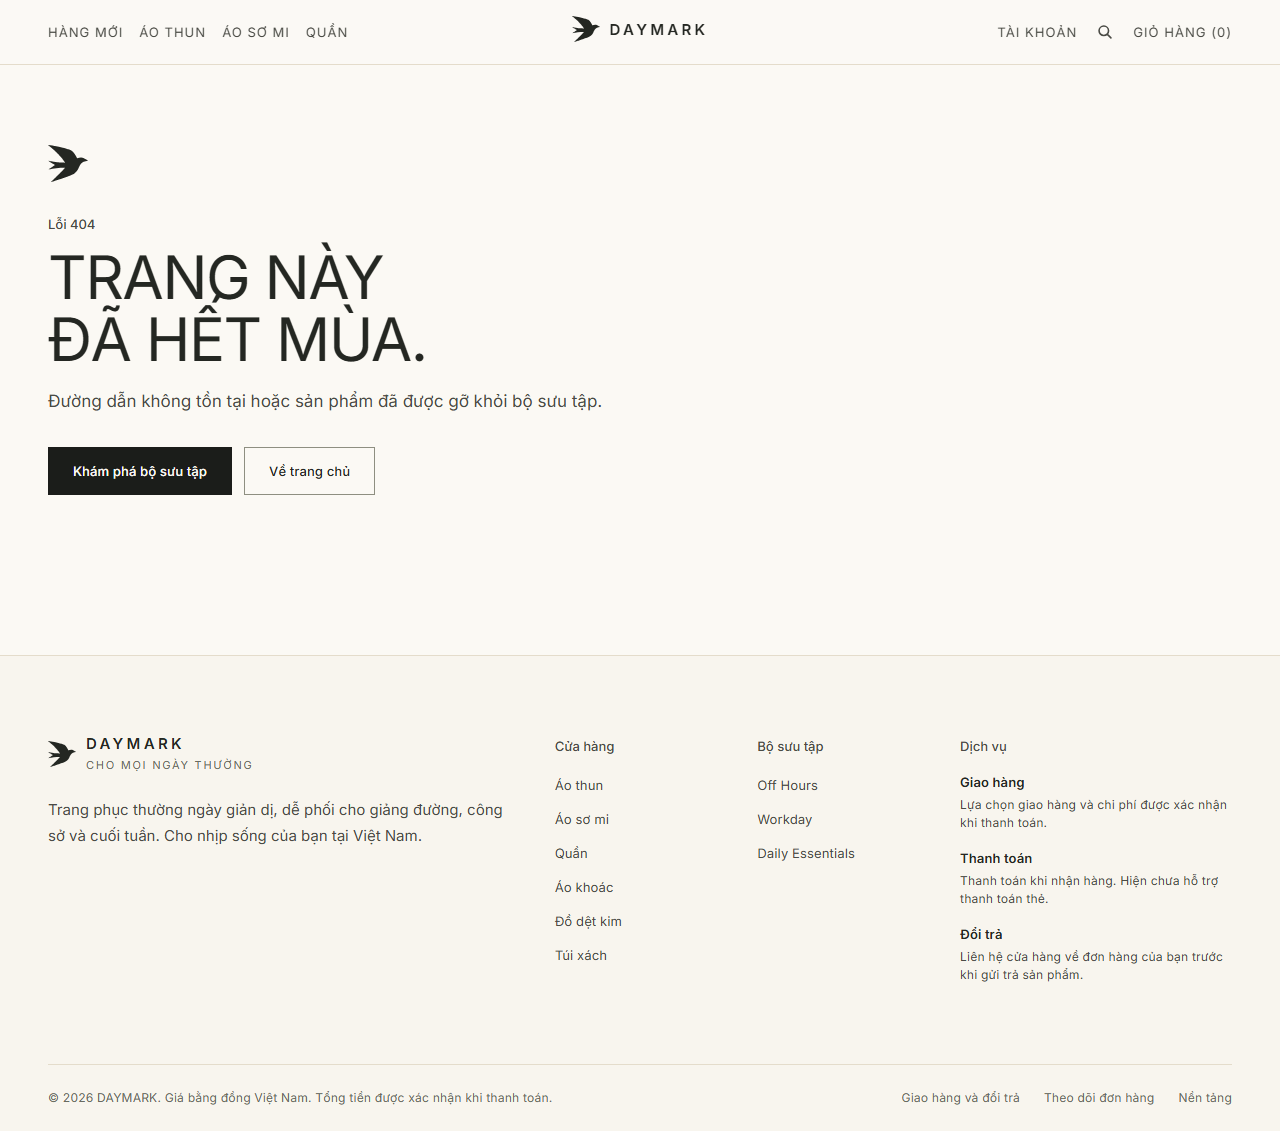 HÀNG MỚI ÁO THUN ÁO SƠ MI QUẦN
DAYMARK
TÀI KHOẢN GIỎ HÀNG (0)
Lỗi 404
TRANG NÀY
ĐÃ HẾT MÙA.
Đường dẫn không tồn tại hoặc sản phẩm đã được gỡ khỏi bộ sưu tập.
Khám phá bộ sưu tập
Về trang chủ
DAYMARK
CHO MỌI NGÀY THƯỜNG
Trang phục thường ngày giản dị, dễ phối cho giảng đường, công
sở và cuối tuần. Cho nhịp sống của bạn tại Việt Nam.
Cửa hàng
Áo thun
Áo sơ mi
Quần
Áo khoác
Đồ dệt kim
Túi xách
Bộ sưu tập
Off Hours
Workday
Daily Essentials
Dịch vụ
Giao hàng
Lựa chọn giao hàng và chi phí được xác nhận
khi thanh toán.
Thanh toán
Thanh toán khi nhận hàng. Hiện chưa hỗ trợ
thanh toán thẻ.
Đổi trả
Liên hệ cửa hàng về đơn hàng của bạn trước
khi gửi trả sản phẩm.
© 2026 DAYMARK. Giá bằng đồng Việt Nam. Tổng tiền được xác nhận khi thanh toán.
Giao hàng và đổi trả Theo dõi đơn hàng Nền tảng